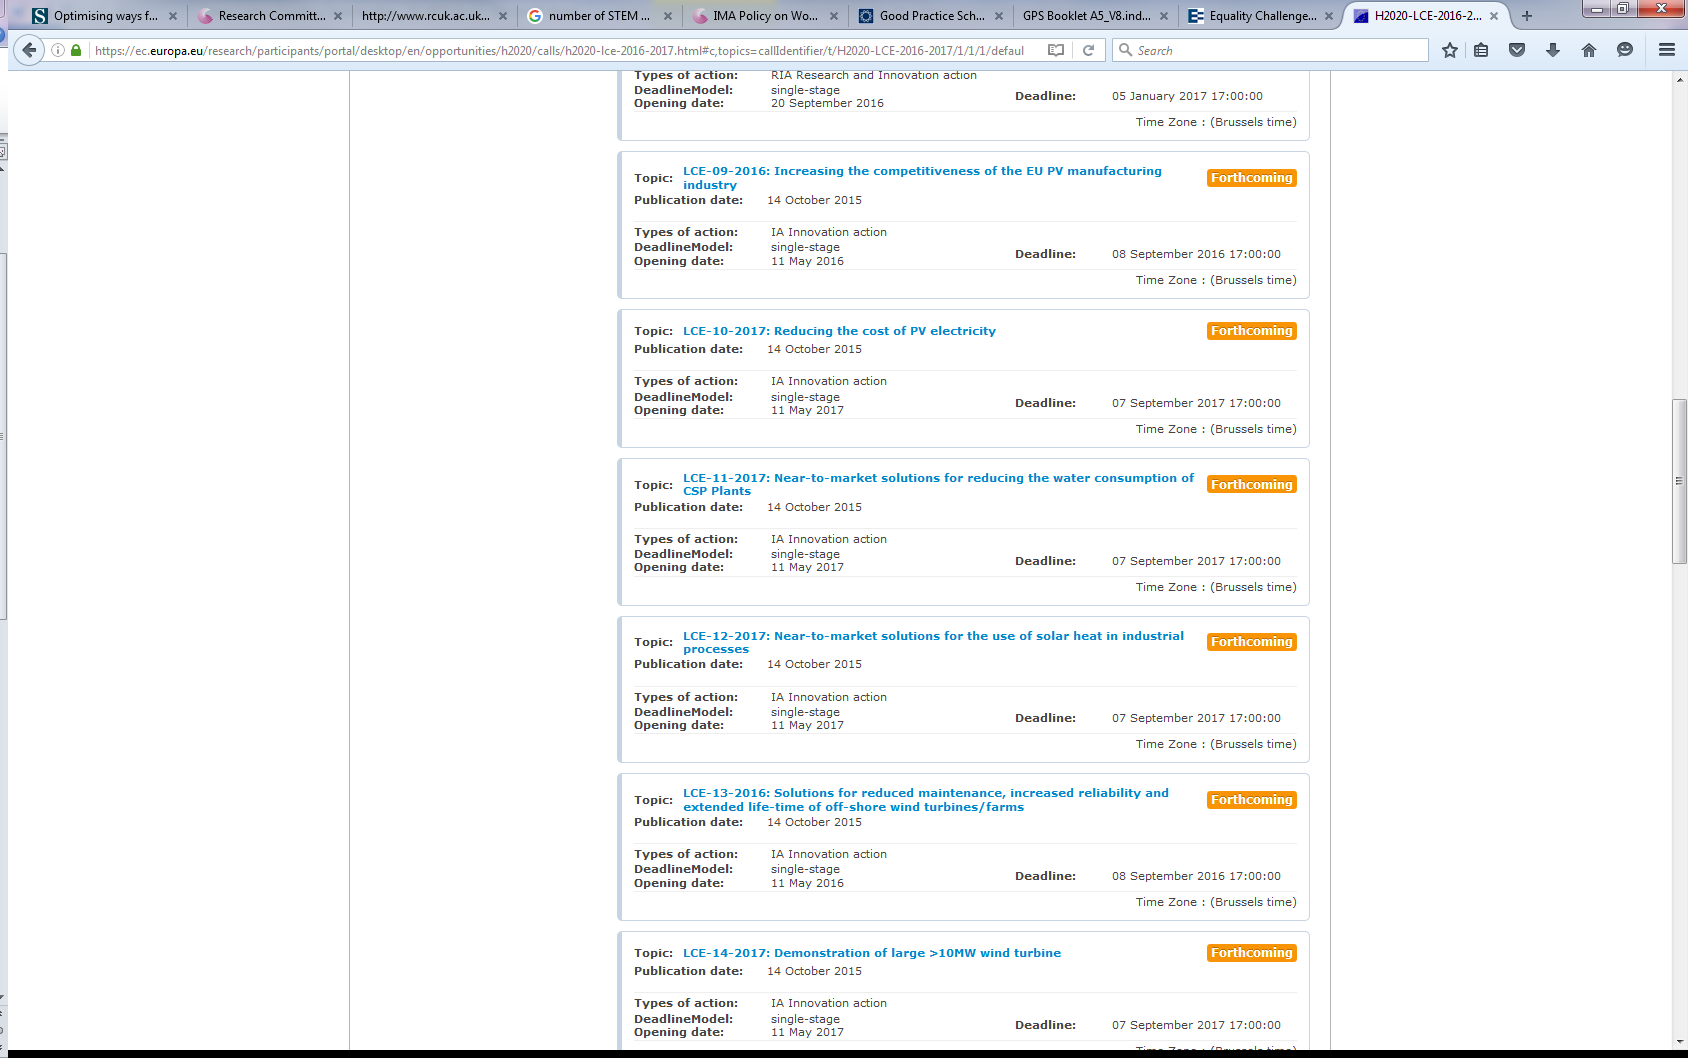 Optimising ways f...
Research Committ...
http://www.rcuk.ac.uk...
number of STEM ...
IMA Policy on Wo...
Good Practice Sch...
GPS Booklet A5_V8.ind...
Equality Challenge...
H2020-LCE-2016-2...
https://ec.europa.eu/research/participants/portal/desktop/en/opportunities/h2020/calls/h2020-lce-2016-2017.html#c,topics=callIdentifier/t/H2020-LCE-2016-2017/1/1/1/defaul
Search
Types of action: RIA Research and Innovation action
DeadlineModel: single-stage
Opening date: 20 September 2016
Deadline: 05 January 2017 17:00:00
Time Zone : (Brussels time)
Topic: LCE-09-2016: Increasing the competitiveness of the EU PV manufacturing
industry
Forthcoming
Publication date: 14 October 2015
Types of action: IA Innovation action
DeadlineModel: single-stage
Opening date: 11 May 2016
Deadline: 08 September 2016 17:00:00
Time Zone : (Brussels time)
Topic: LCE-10-2017: Reducing the cost of PV electricity
Forthcoming
Publication date: 14 October 2015
Types of action: IA Innovation action
DeadlineModel: single-stage
Opening date: 11 May 2017
Deadline: 07 September 2017 17:00:00
Time Zone : (Brussels time)
Topic: LCE-11-2017: Near-to-market solutions for reducing the water consumption of
CSP Plants
Forthcoming
Publication date: 14 October 2015
Types of action: IA Innovation action
DeadlineModel: single-stage
Opening date: 11 May 2017
Deadline: 07 September 2017 17:00:00
Time Zone : (Brussels time)
Topic: LCE-12-2017: Near-to-market solutions for the use of solar heat in industrial
processes
Forthcoming
Publication date: 14 October 2015
Types of action: IA Innovation action
DeadlineModel: single-stage
Opening date: 11 May 2017
Deadline: 07 September 2017 17:00:00
Time Zone : (Brussels time)
Topic: LCE-13-2016: Solutions for reduced maintenance, increased reliability and
extended life-time of off-shore wind turbines/farms
Forthcoming
Publication date: 14 October 2015
Types of action: IA Innovation action
DeadlineModel: single-stage
Opening date: 11 May 2016
Deadline: 08 September 2016 17:00:00
Time Zone : (Brussels time)
Topic: LCE-14-2017: Demonstration of large >10MW wind turbine
Forthcoming
Publication date: 14 October 2015
Types of action: IA Innovation action
DeadlineModel: single-stage
Opening date: 11 May 2017
Deadline: 07 September 2017 17:00:00